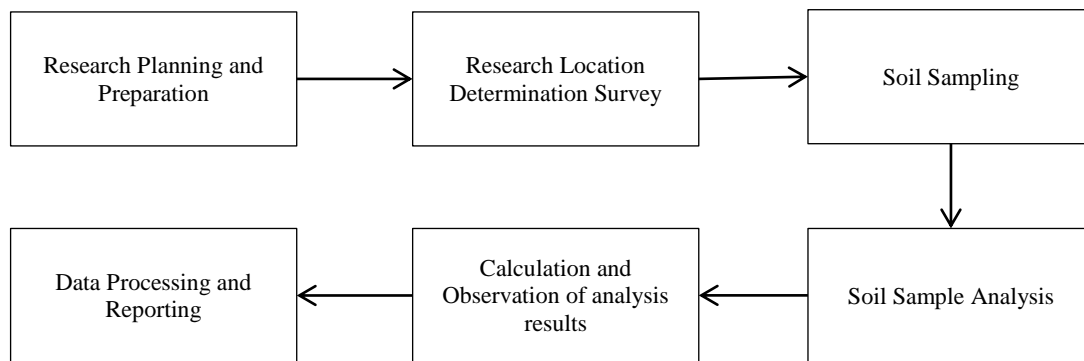 Research Planning and
Preparation
Research Location
Determination Survey
Soil Sampling
Soil Sample Analysis
Calculation and
Observation of analysis
results
Data Processing and
Reporting